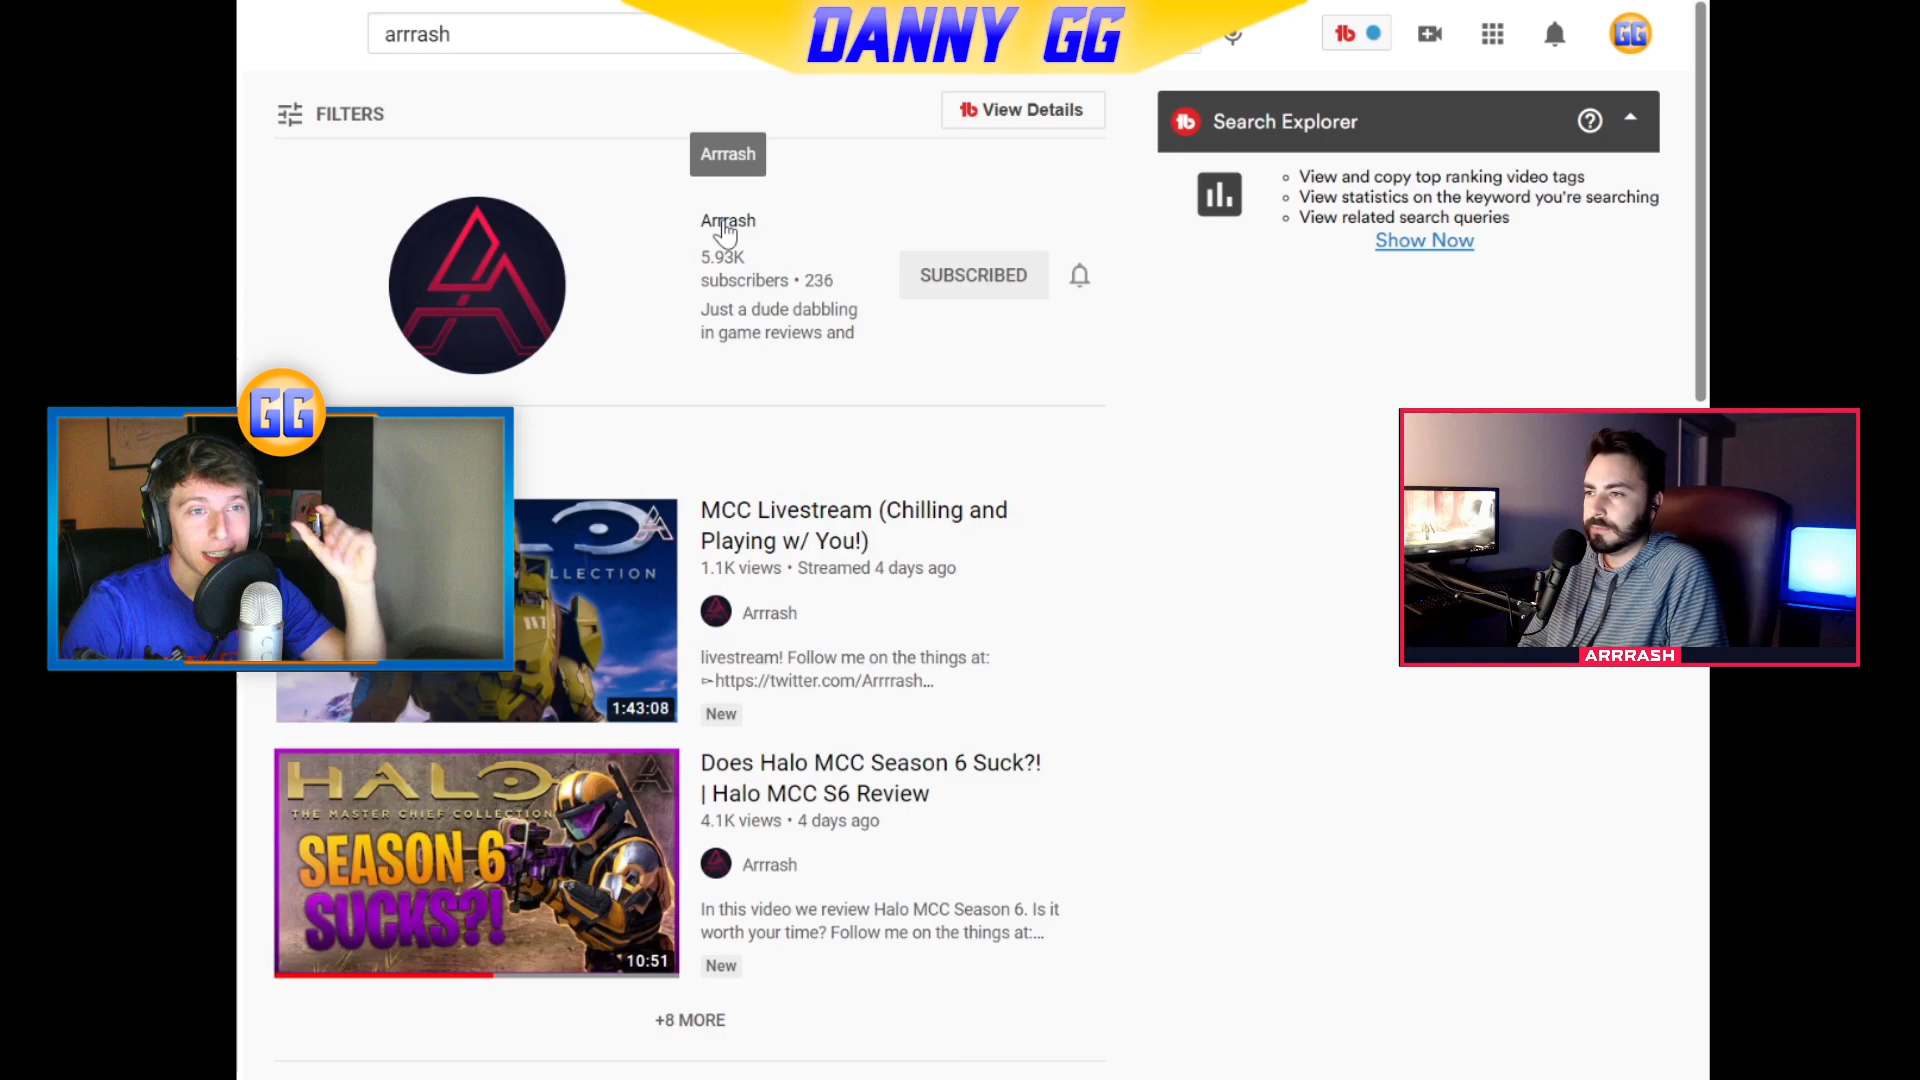 arrrash
DANNY GG
GG
FILTERS
View Details
Search Explorer
Arrrash
Arrrash
5.93K
subscribers • 236
Just a dude dabbling
in game reviews and
SUBSCRIBED
View and copy top ranking video tags
View statistics on the keyword you're searching
View related search queries
Show Now
GG
ARRRASH
LLECTION
117
1:43:08
MCC Livestream (Chilling and
Playing w/ You!)
1.1K views • Streamed 4 days ago
Arrrash
livestream! Follow me on the things at:
➢https://twitter.com/Arrrrash...
New
HALO
THE MASTER CHIEF COLLECTION
SEASON 6
SUCKS?!
10:51
Does Halo MCC Season 6 Suck?!
| Halo MCC S6 Review
4.1K views • 4 days ago
Arrrash
In this video we review Halo MCC Season 6. Is it
worth your time? Follow me on the things at:...
New
+8 MORE